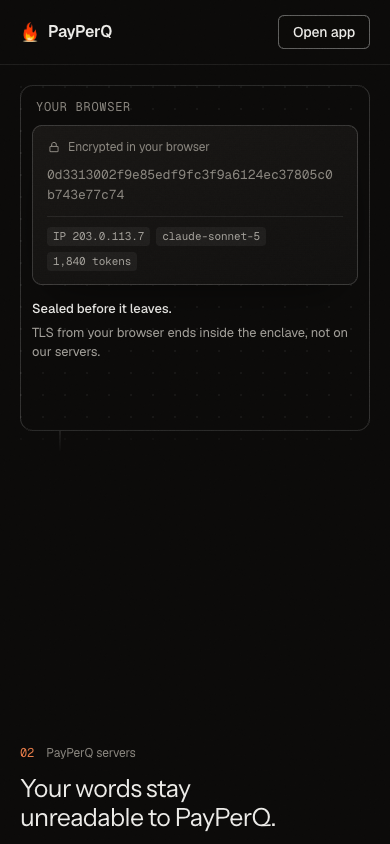 PayPerQ
Open app
YOUR BROWSER
Encrypted in your browser
0d3313002f9e85edf9fc3f9a6124ec37805c0
b743e77c74
IP 203.0.113.7
claude-sonnet-5
1,840 tokens
Sealed before it leaves.
TLS from your browser ends inside the enclave, not on
our servers.
02 PayPerQ servers
Your words stay
unreadable to PayPerQ.